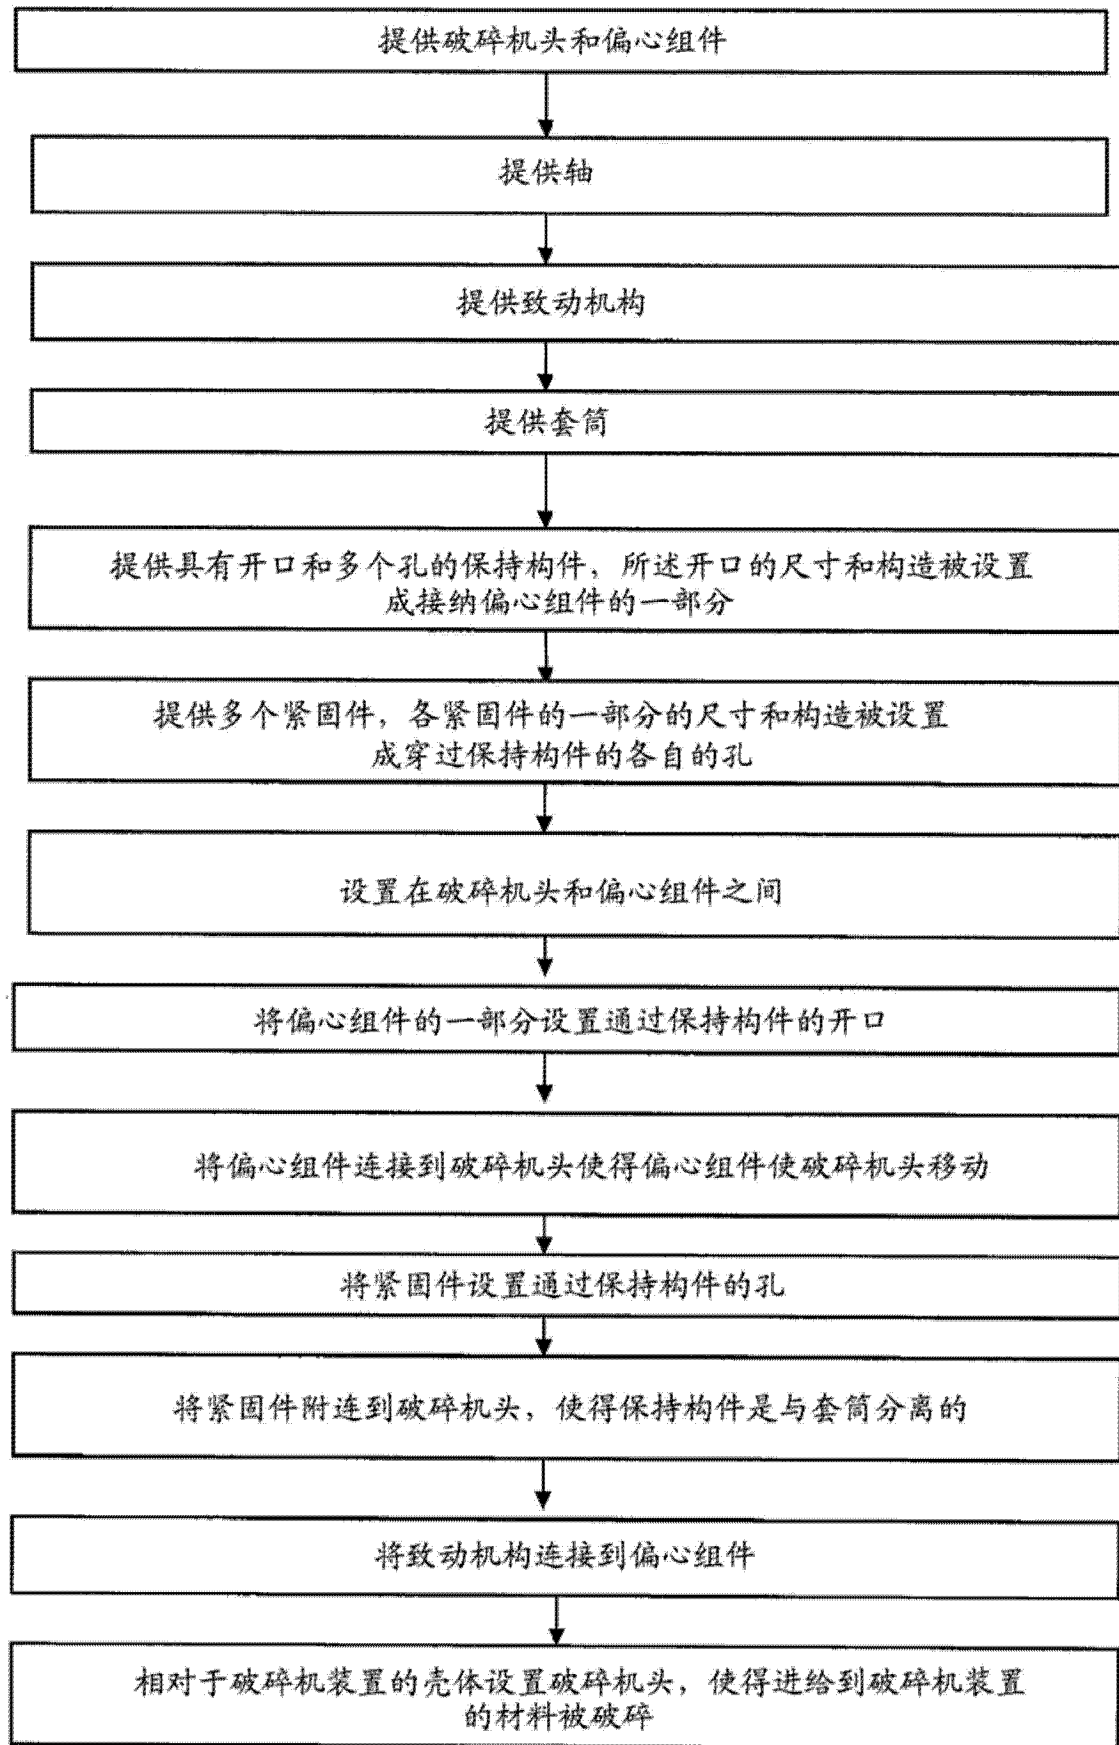 提供破碎机头和偏心组件
提供轴
提供致动机构
提供套筒
提供具有开口和多个孔的保持构件，所述开口的尺寸和构造被设置
成接纳偏心组件的一部分
提供多个紧固件，各紧固件的一部分的尺寸和构造被设置
成穿过保持构件的各自的孔
设置在破碎机头和偏心组件之间
将偏心组件的一部分设置通过保持构件的开口
将偏心组件连接到破碎机头使得偏心组件使破碎机头移动
将紧固件设置通过保持构件的孔
将紧固件附连到破碎机头，使得保持构件是与套筒分离的
将致动机构连接到偏心组件
相对于破碎机装置的壳体设置破碎机头，使得进给到破碎机装置
的材料被破碎